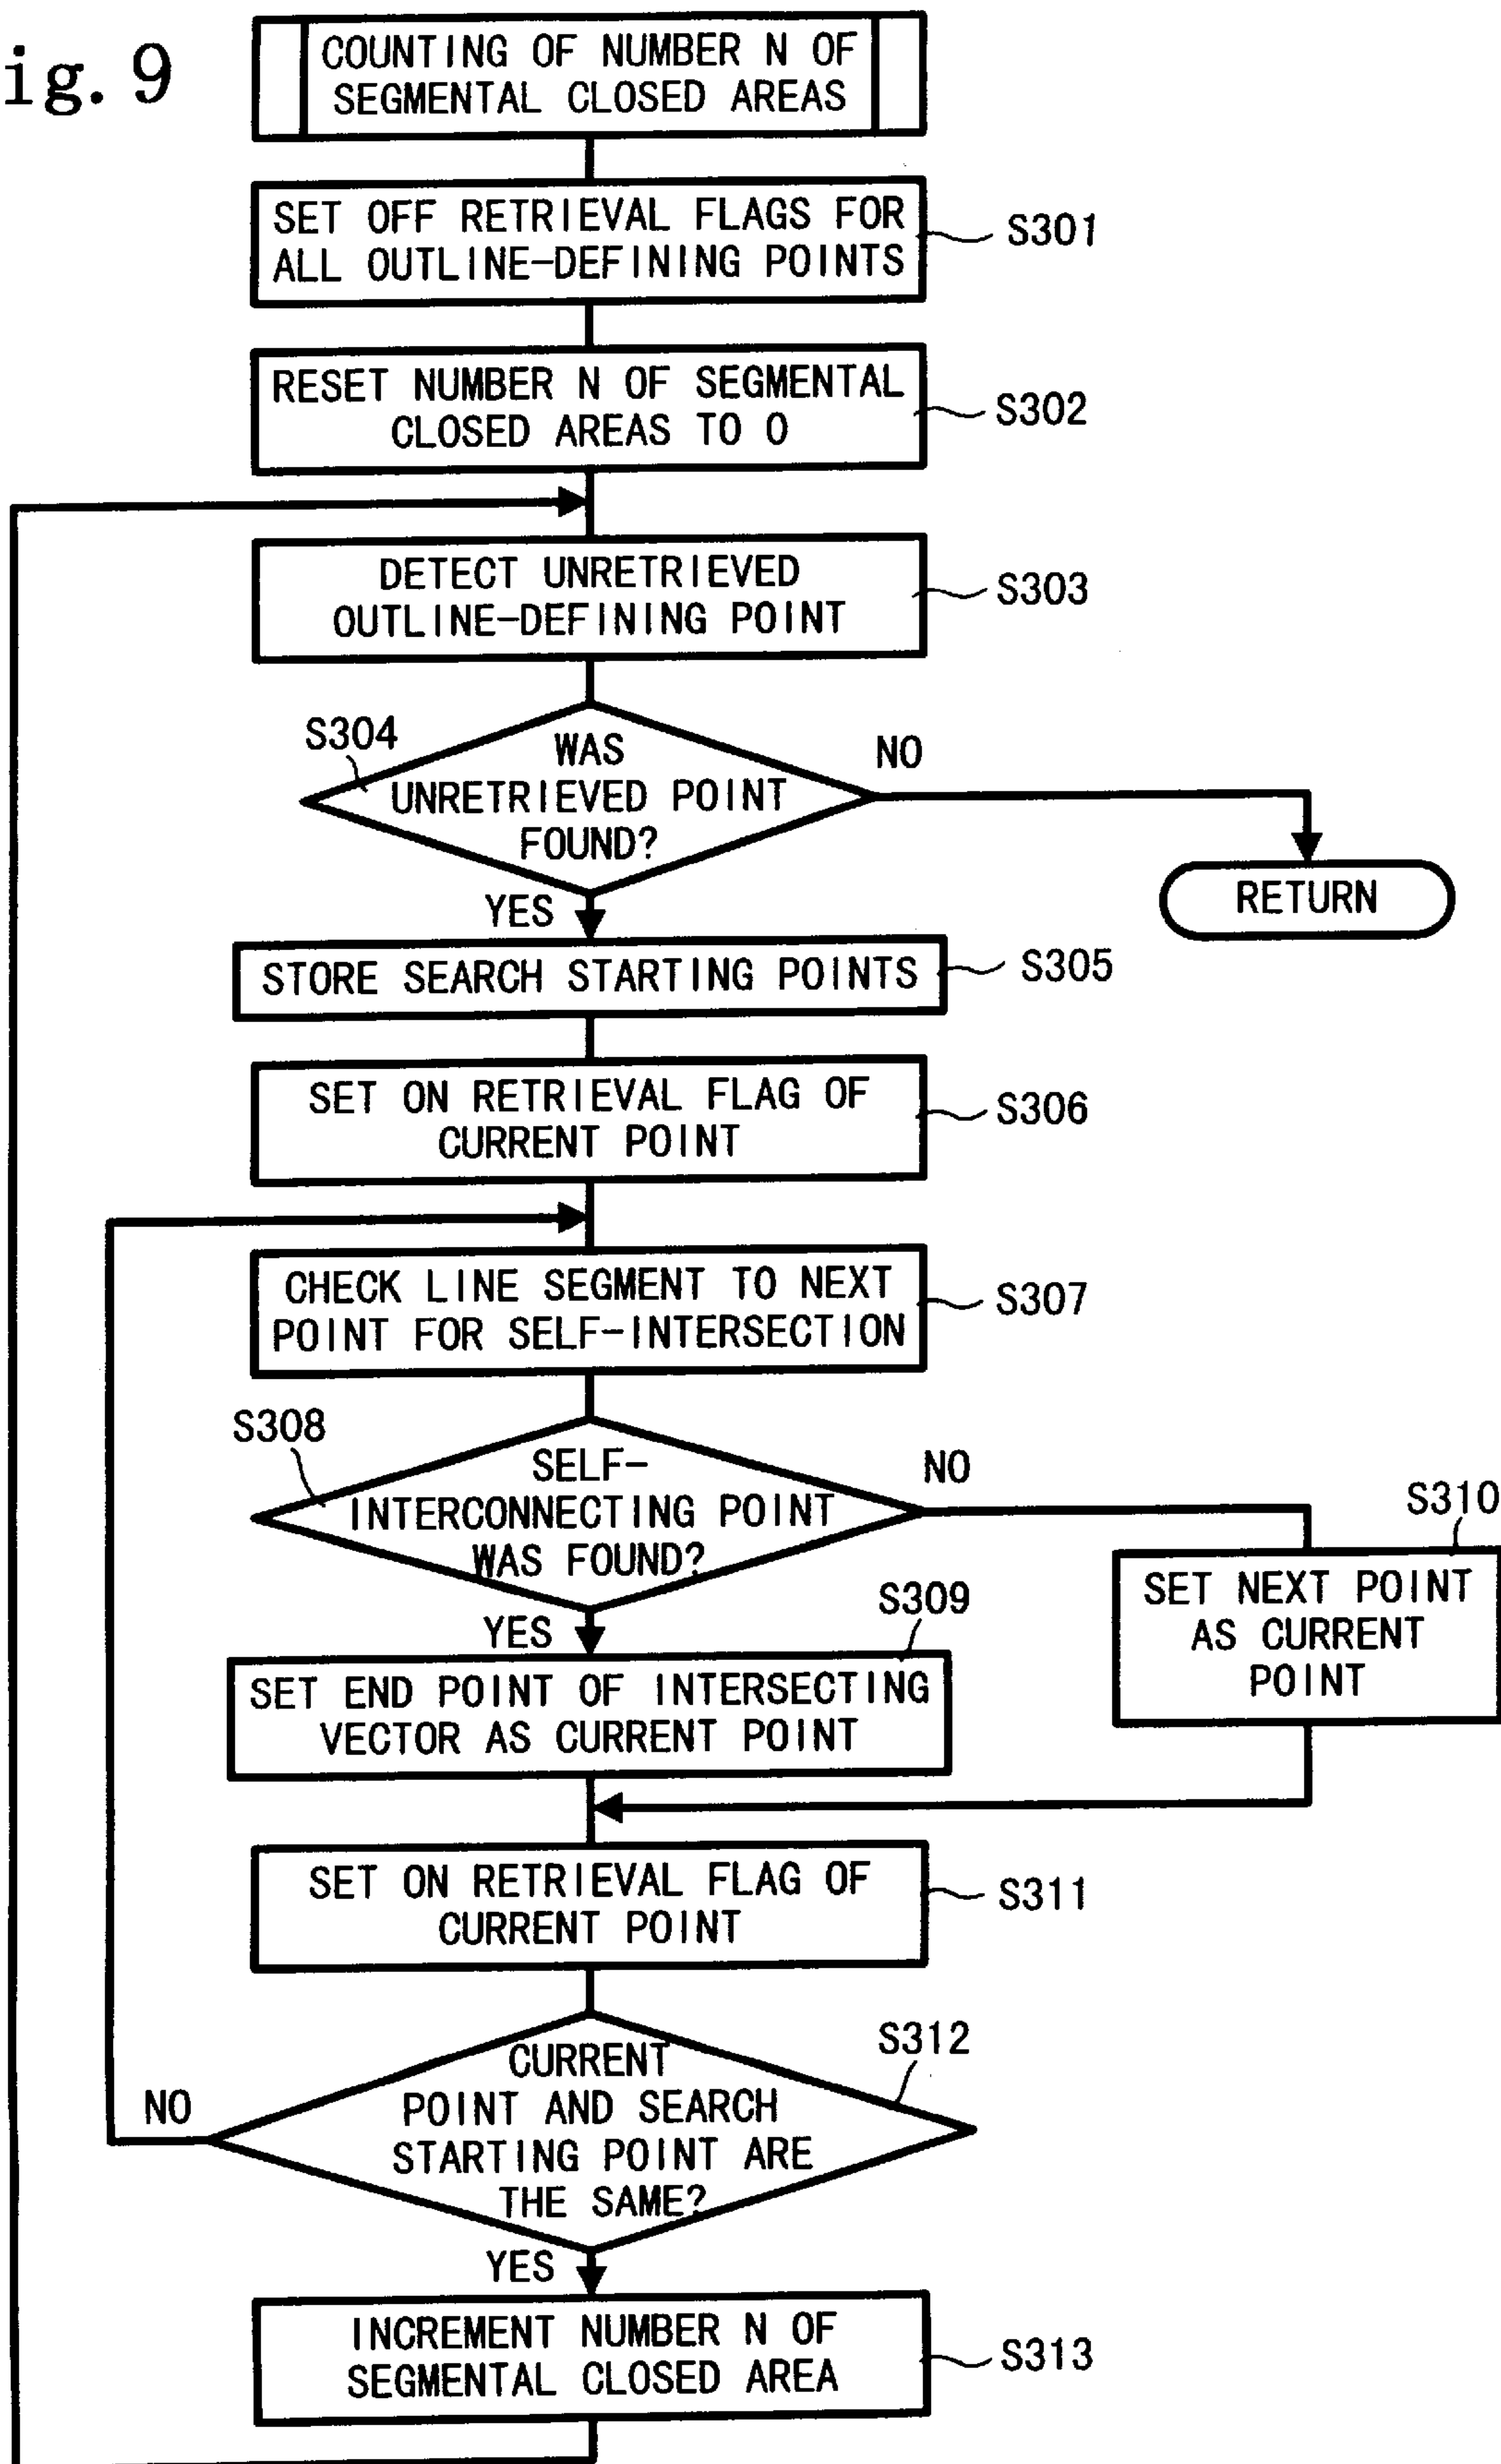 ig. 9
COUNTING OF NUMBER N OF
SEGMENTAL CLOSED AREAS
SET OFF RETRIEVAL FLAGS FOR
ALL OUTLINE-DEFINING POINTS
S301
RESET NUMBER N OF SEGMENTAL
CLOSED AREAS TO 0
S302
DETECT UNRETRIEVED
OUTLINE-DEFINING POINT
S303
S304
WAS
UNRETRIEVED POINT
FOUND?
NO
RETURN
YES
STORE SEARCH STARTING POINTS
S305
SET ON RETRIEVAL FLAG OF
CURRENT POINT
S306
CHECK LINE SEGMENT TO NEXT
POINT FOR SELF-INTERSECTION
S307
S308
SELF-
INTERCONNECTING POINT
WAS FOUND?
NO
S310
SET NEXT POINT
AS CURRENT
POINT
YES
S309
SET END POINT OF INTERSECTING
VECTOR AS CURRENT POINT
SET ON RETRIEVAL FLAG OF
CURRENT POINT
S311
S312
CURRENT
POINT AND SEARCH
STARTING POINT ARE
THE SAME?
NO
YES
INCREMENT NUMBER N OF
SEGMENTAL CLOSED AREA
S313